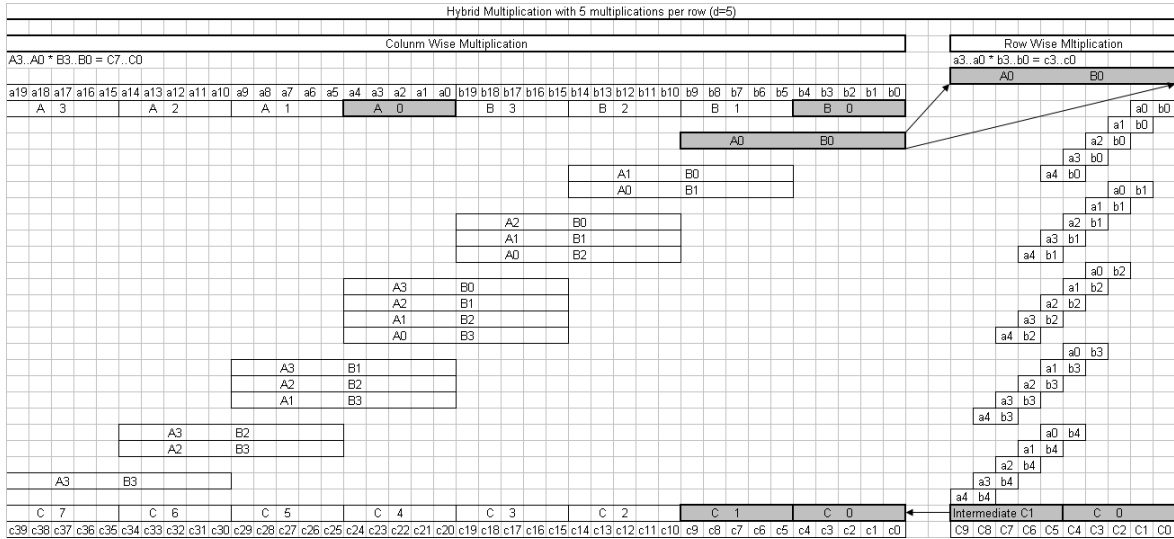 Hybrid Multiplication with 5 multiplications per row (d=5)
Colunm Wise Multiplication Row Wise Mltiplication
A3..A0 * B3..B0 = C7..C0 a3..a0 * b3..b0 = c3..c0
A0 B0
a19 a18 a17 a16 a15 a14 a13 a12 a11 a10 a9 a8 a7 a6 a5 a4 a3 a2 a1 a0 b19 b18 b17 b16 b15 b14 b13 b12 b11 b10 b9 b8 b7 b6 b5 b4 b3 b2 b1 b0
A 3 A 2 A 1 A 0 B 3 B 2 B 1 B 0 a0 b0
a1 b0
A0 B0 a2 b0
a3 b0
A1 B0 a4 b0
A0 B1 a0 b1
a1 b1
A2 B0 a2 b1
A1 B1 a3 b1
A0 B2 a4 b1
a0 b2
A3 B0 a1 b2
A2 B1 a2 b2
A1 B2 a3 b2
A0 B3 a4 b2
a0 b3
A3 B1 a1 b3
A2 B2 a2 b3
A1 B3 a3 b3
a4 b3
A3 B2 a0 b4
A2 B3 a1 b4
a2 b4
A3 B3 a3 b4
a4 b4
C 7 C 6 C 5 C 4 C 3 C 2 C 1 C 0 Intermediate C1 C 0
c39 c38 c37 c36 c35 c34 c33 c32 c31 c30 c29 c28 c27 c26 c25 c24 c23 c22 c21 c20 c19 c18 c17 c16 c15 c14 c13 c12 c11 c10 c9 c8 c7 c6 c5 c4 c3 c2 c1 c0 C9 C8 C7 C6 C5 C4 C3 C2 C1 C0